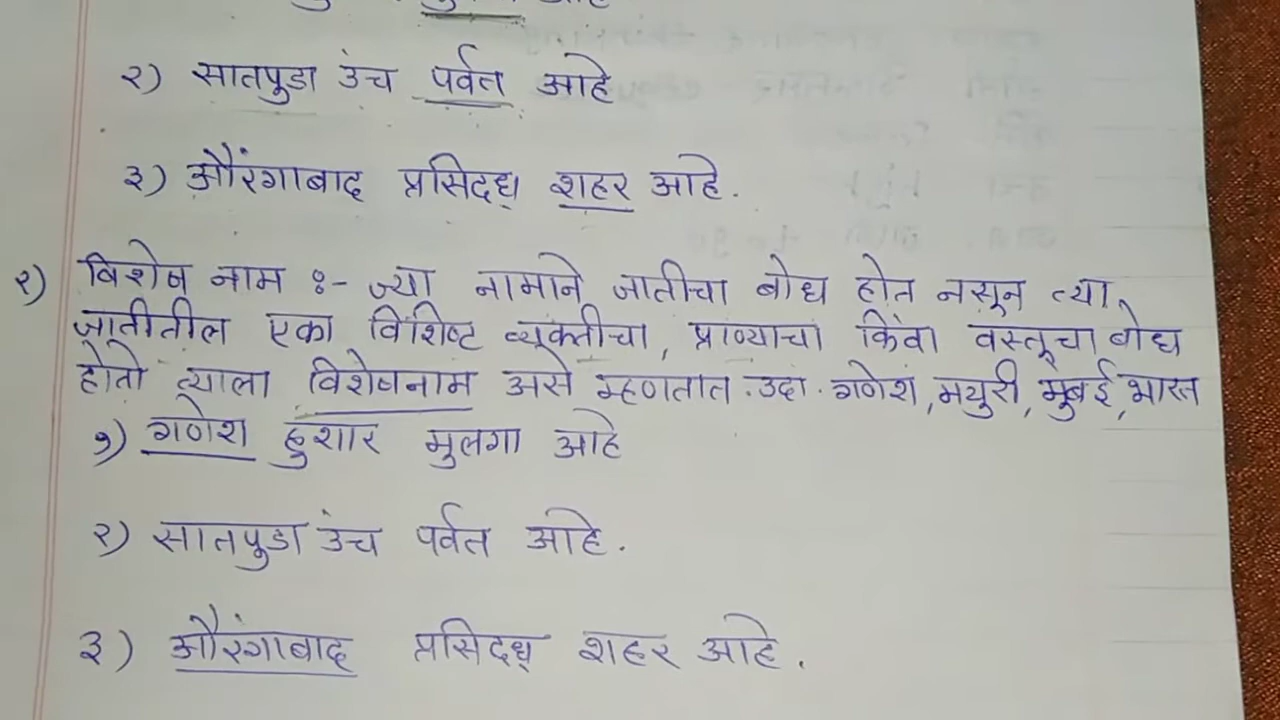 २) सातपुडा उंच पर्वत आहे
३) औरंगाबाद प्रसिद्ध् शहर आहे.
२) विशेष नाम :- ज्या नामाने जातीचा बोध होत नसून त्या
जातीतील एका विशिष्ट व्यक्तीचा, प्राण्याचा किंवा वस्तूचा बोध
होतो त्याला विशेषनाम असे म्हणतात. उदा. गणेश, मयुरी, मुंबई, भारत
१) गणेश हुशार मुलगा आहे
२) सातपुडा उंच पर्वत आहे.
३) औरंगाबाद प्रसिद्ध् शहर आहे.